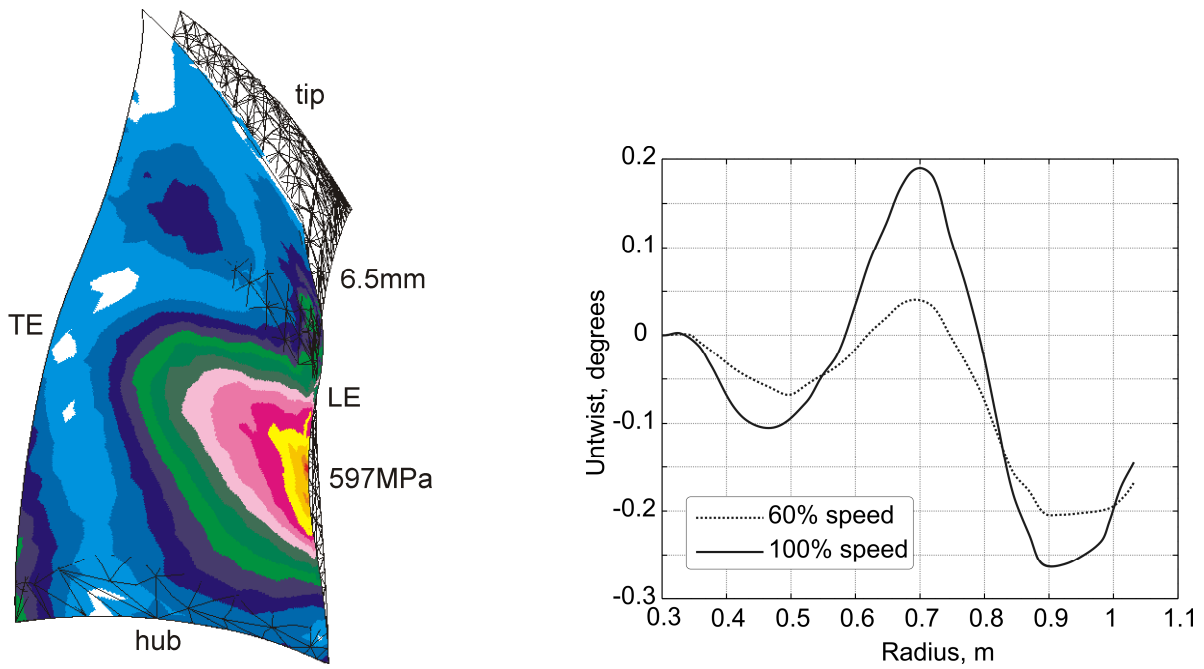 tip
6.5mm
TE
LE
597MPa
hub
0.2
0.1
0
-0.1
-0.2
-0.3
Untwist, degrees
60% speed
100% speed
0.3 0.4 0.5 0.6 0.7 0.8 0.9 1 1.1
Radius, m